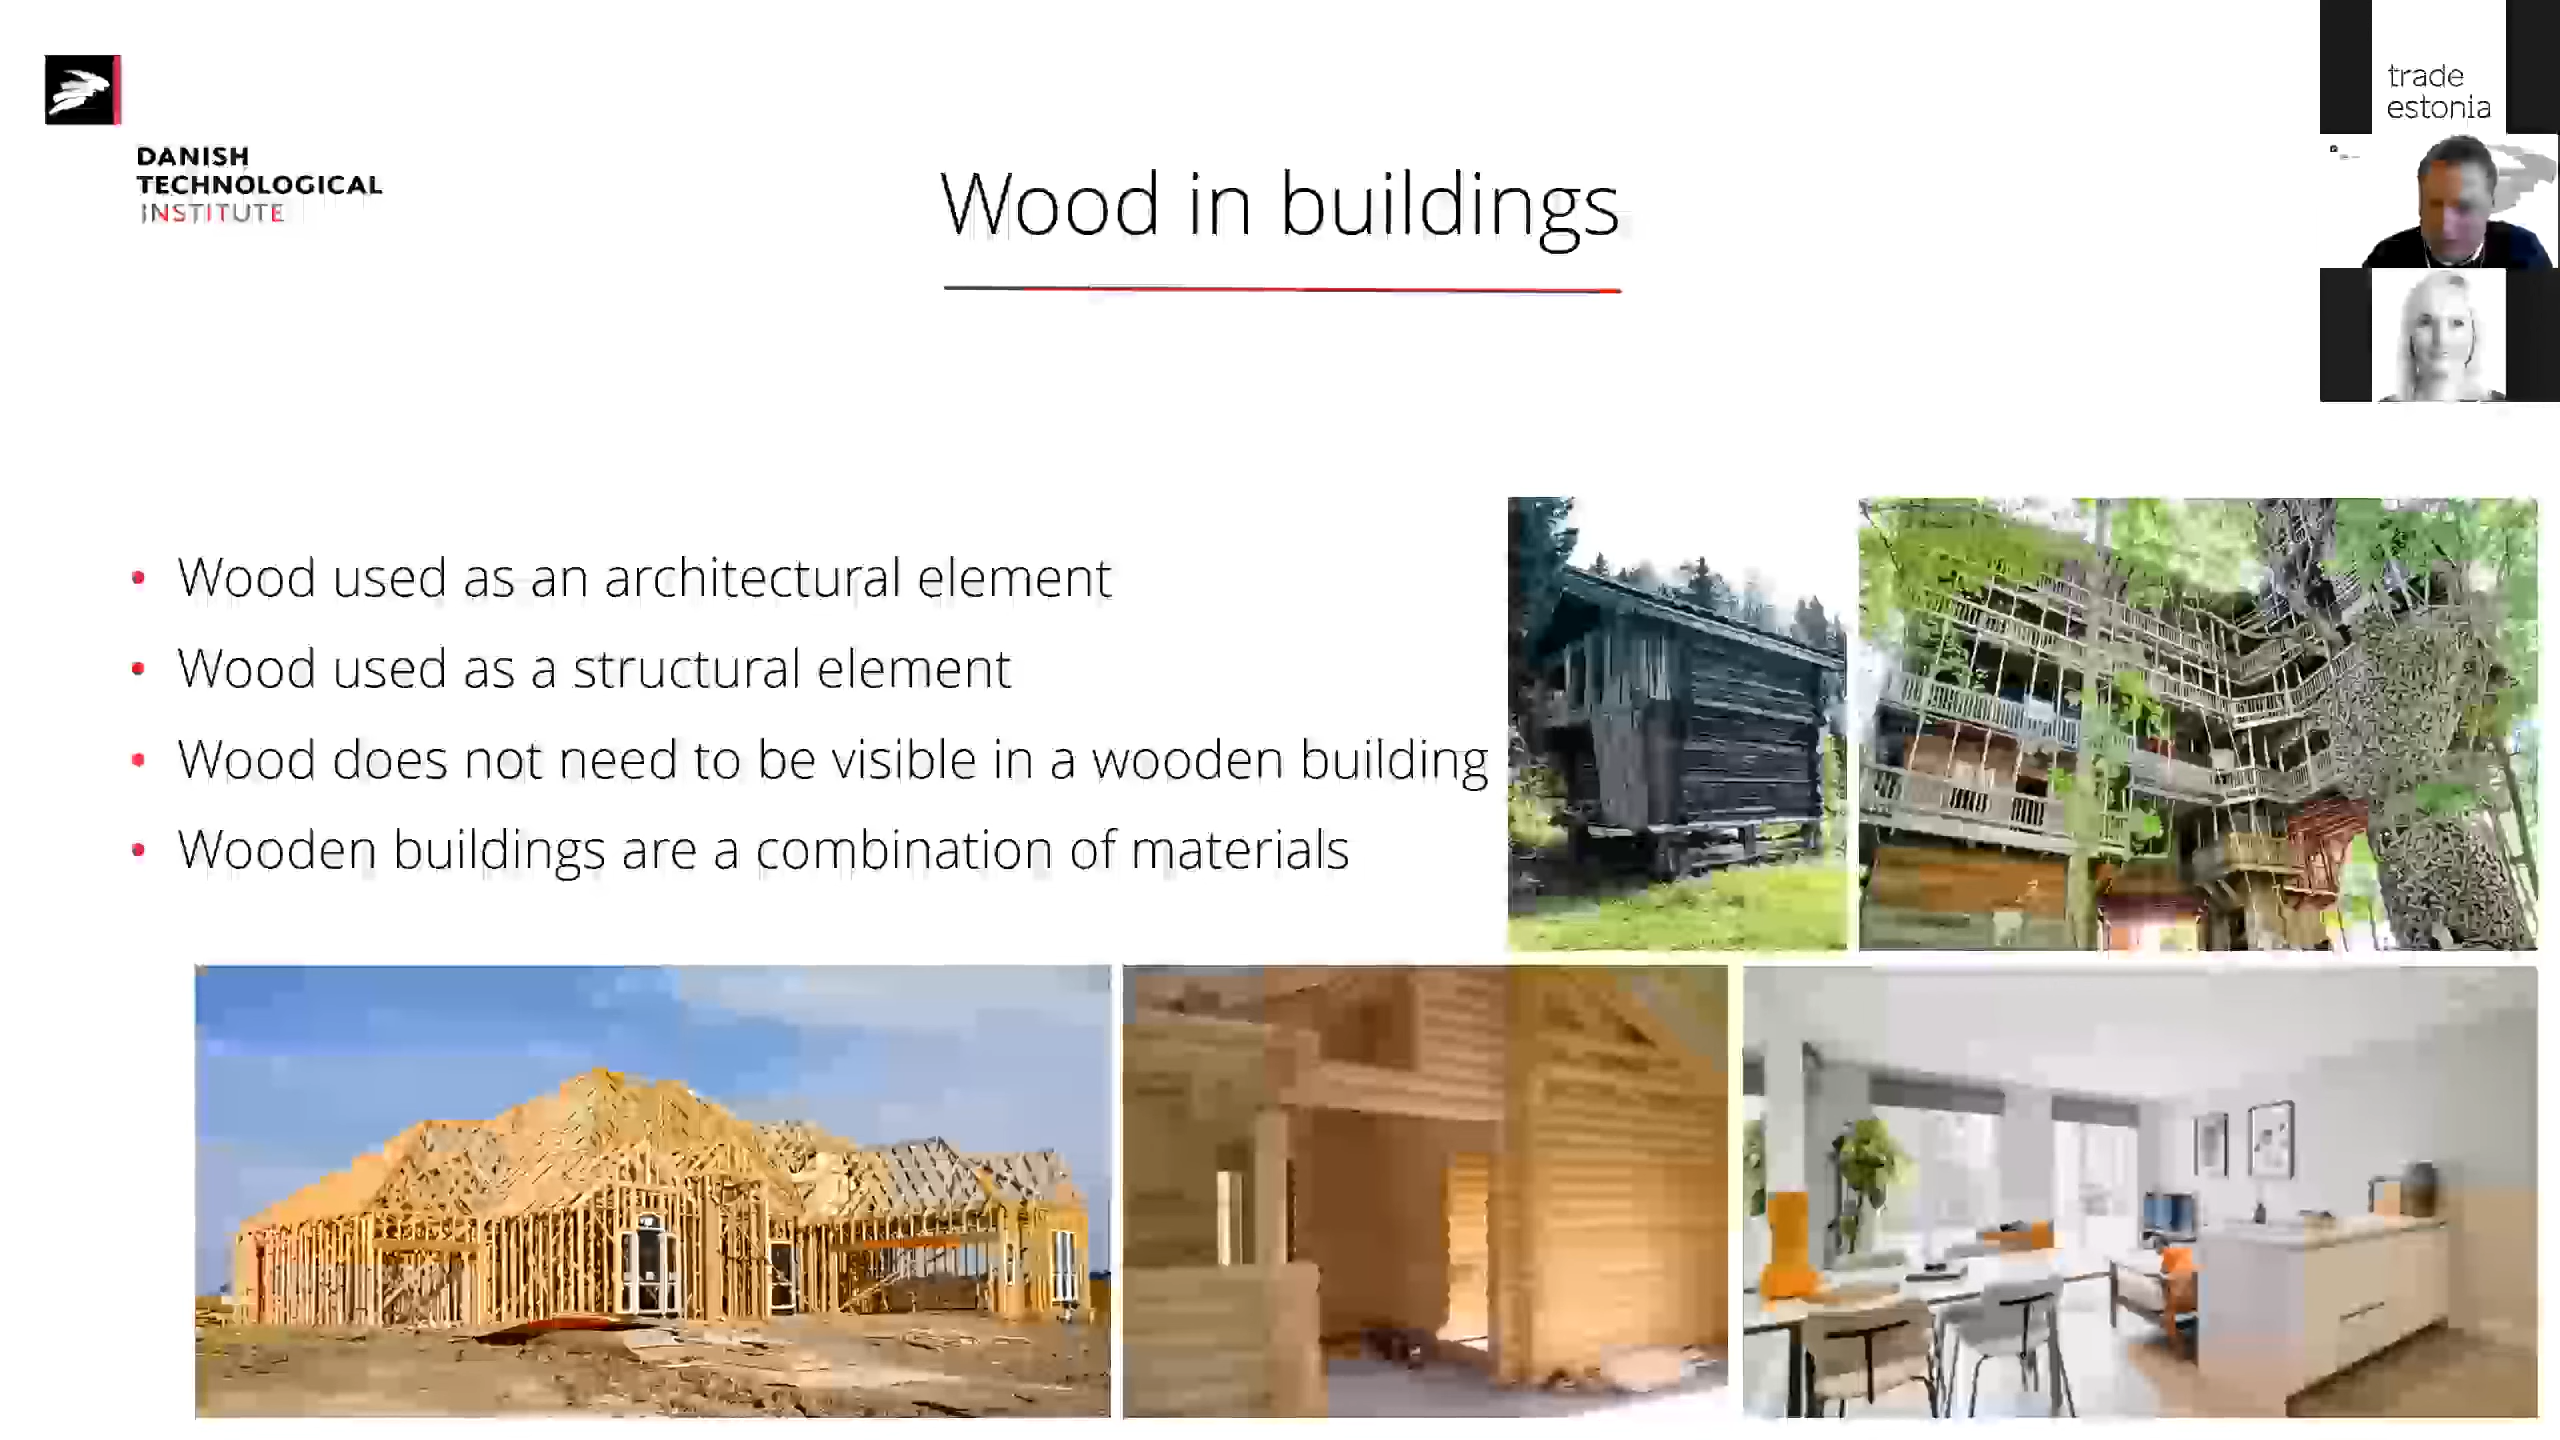 DANISH
TECHNOLOGICAL
INSTITUTE
trade
estonia
Wood in buildings
• Wood used as an architectural element
• Wood used as a structural element
• Wood does not need to be visible in a wooden building
• Wooden buildings are a combination of materials